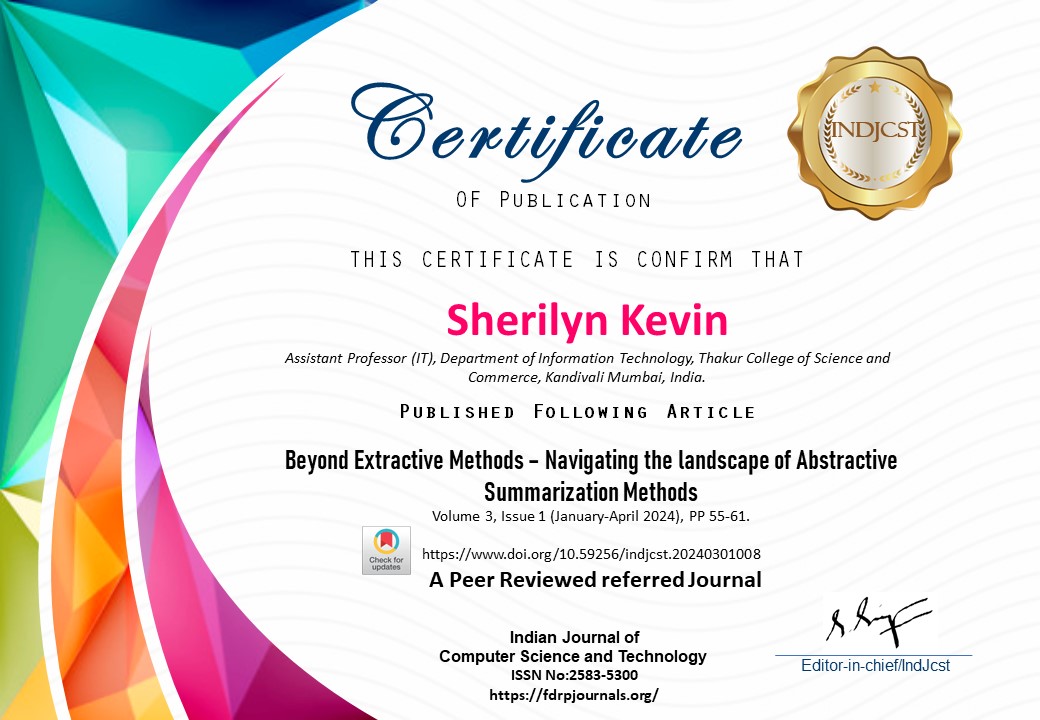 Certificate
OF PUBLICATION
INDJCST
THIS CERTIFICATE IS CONFIRM THAT
Sherilyn Kevin
Assistant Professor (IT), Department of Information Technology, Thakur College of Science and
Commerce, Kandivali Mumbai, India.
PUBLISHED FOLLOWING ARTICLE
Beyond Extractive Methods – Navigating the landscape of Abstractive
Summarization Methods
Volume 3, Issue 1 (January-April 2024), PP 55-61.
Check for
updates
https://www.doi.org/10.59256/indjcst.20240301008
A Peer Reviewed referred Journal
Indian Journal of
Computer Science and Technology
ISSN No:2583-5300
https://fdrpjournals.org/
Editor-in-chief/IndJcst